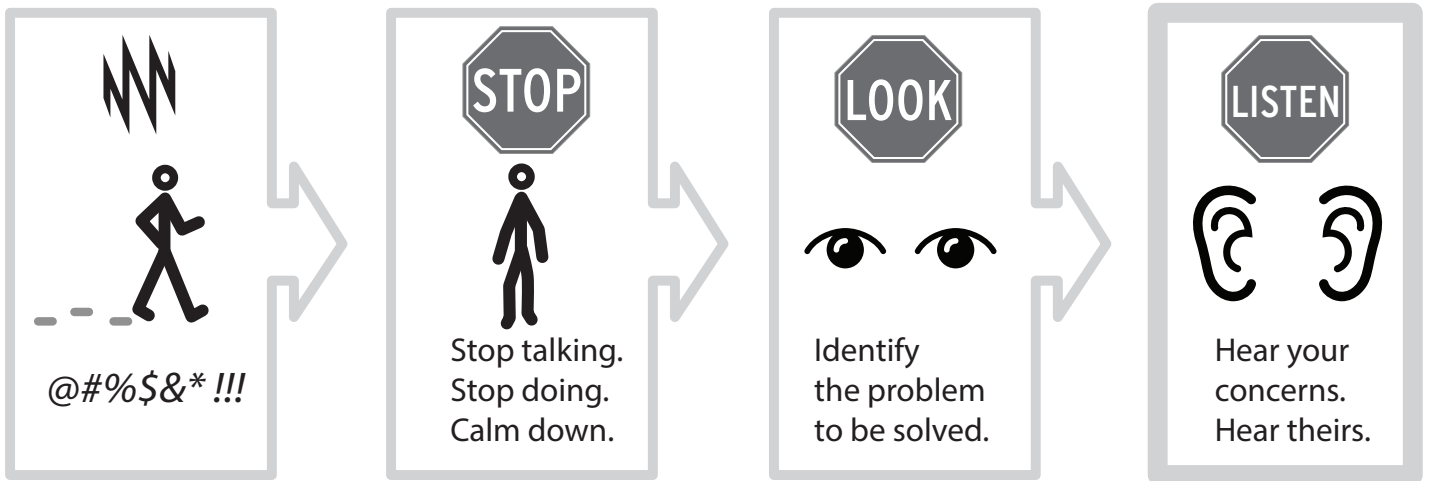 @#%$&* !!!
STOP
Stop talking.
Stop doing.
Calm down.
LOOK
Identify
the problem
to be solved.
LISTEN
Hear your
concerns.
Hear theirs.